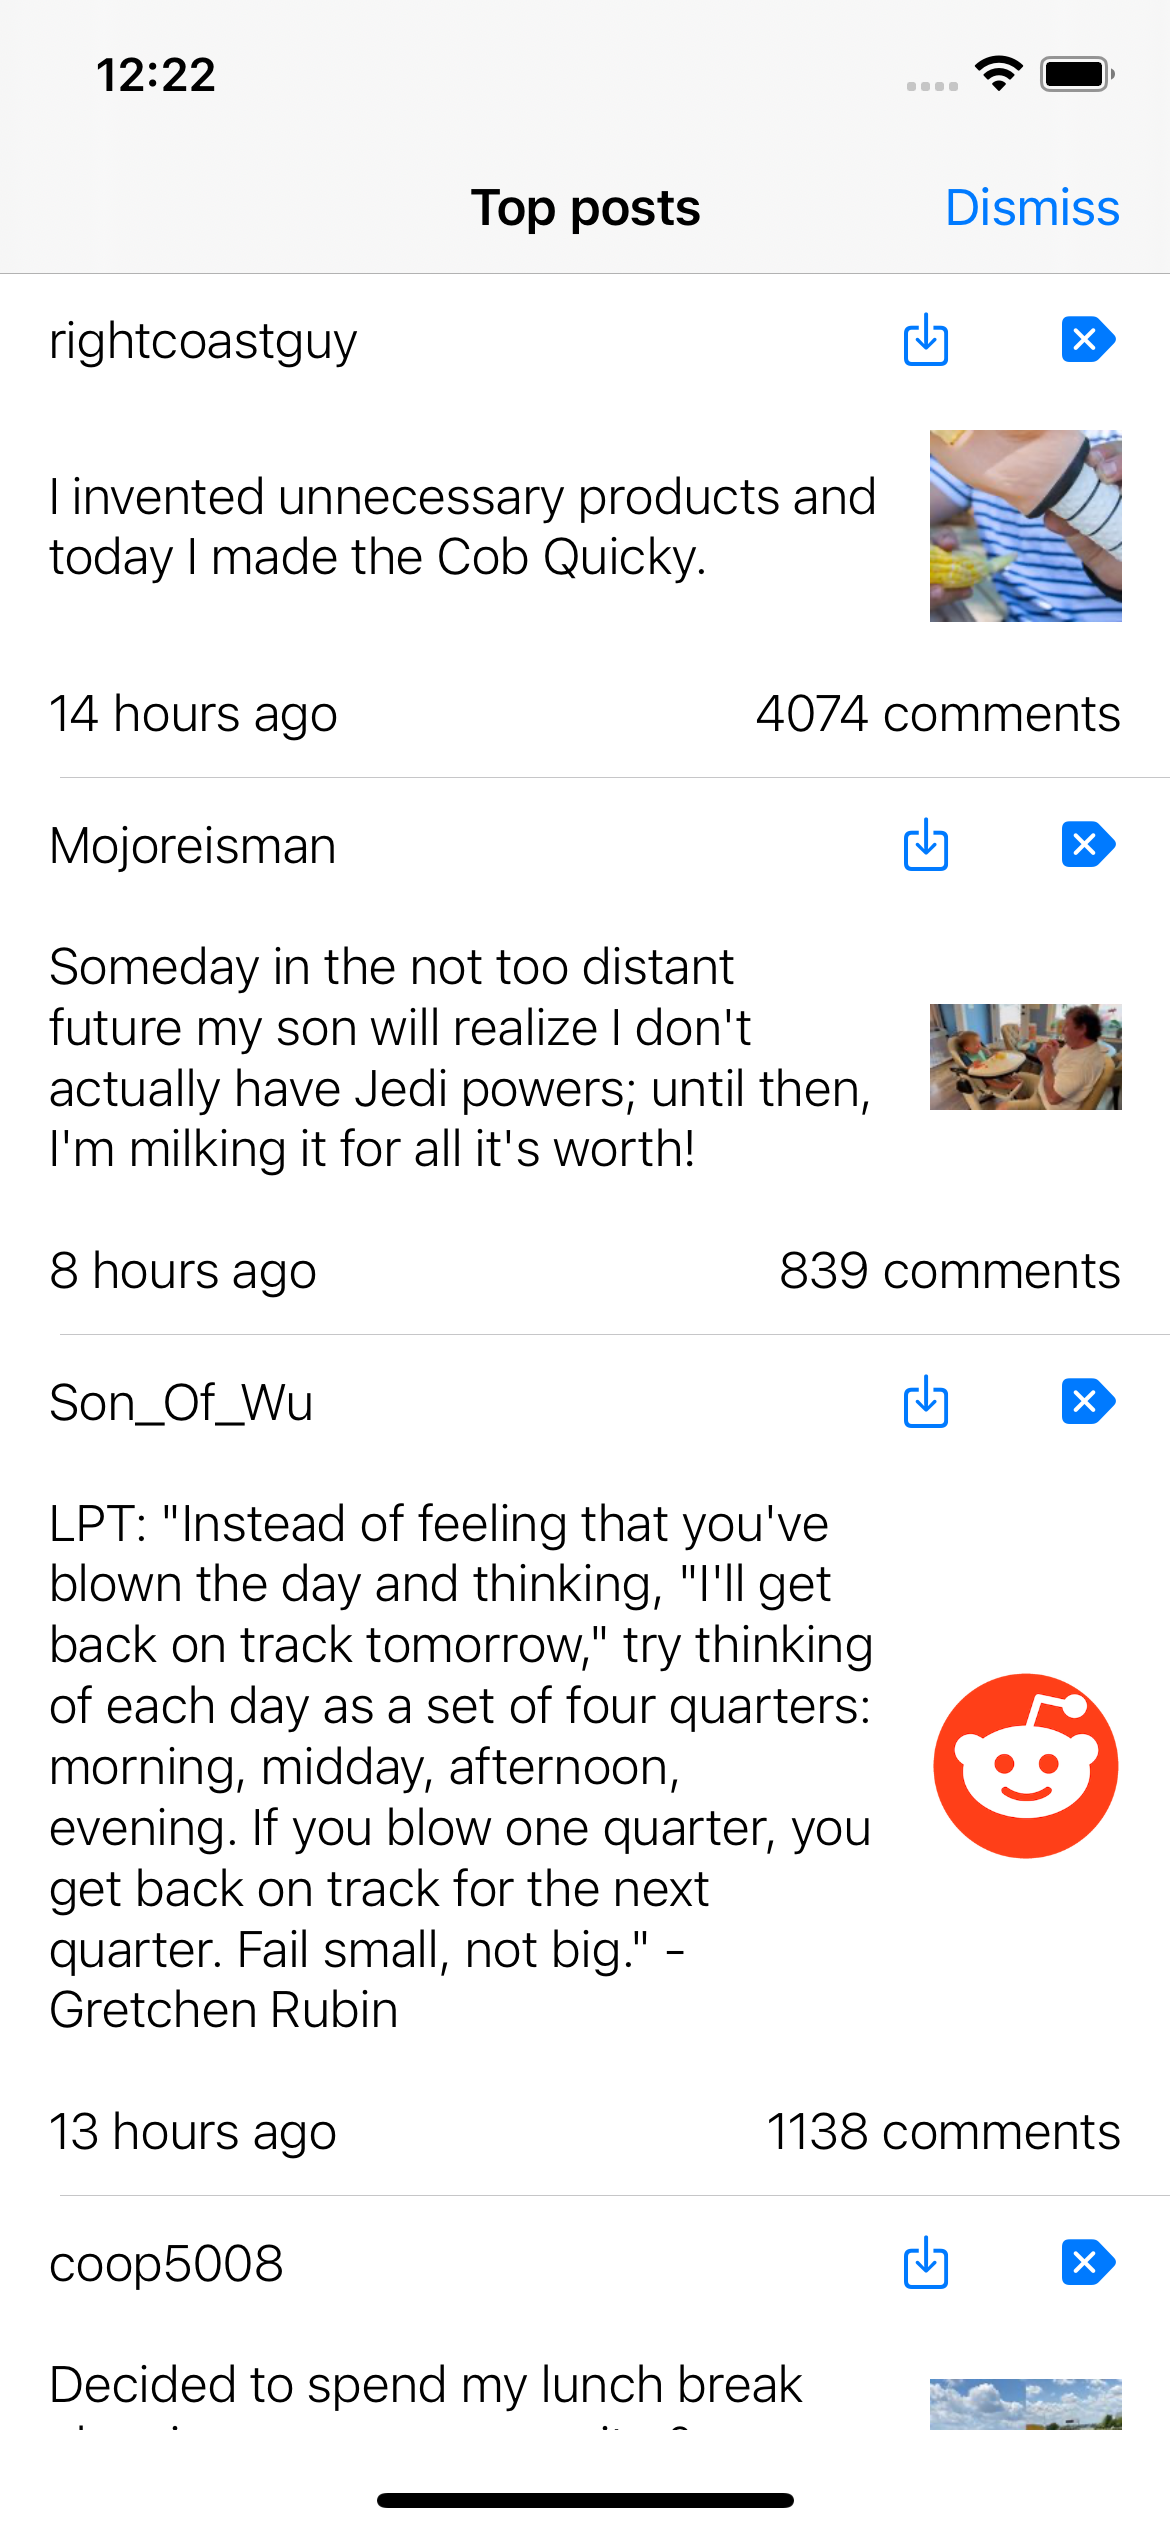 12:22
Top posts
Dismiss
rightcoastguy
I invented unnecessary products and
today I made the Cob Quicky.
14 hours ago
4074 comments
Mojoreisman
Someday in the not too distant
future my son will realize I don't
actually have Jedi powers; until then,
I'm milking it for all it's worth!
8 hours ago
839 comments
Son_Of_Wu
LPT: "Instead of feeling that you've
blown the day and thinking, "I'll get
back on track tomorrow," try thinking
of each day as a set of four quarters:
morning, midday, afternoon,
evening. If you blow one quarter, you
get back on track for the next
quarter. Fail small, not big." -
Gretchen Rubin
13 hours ago
1138 comments
coop5008
Decided to spend my lunch break